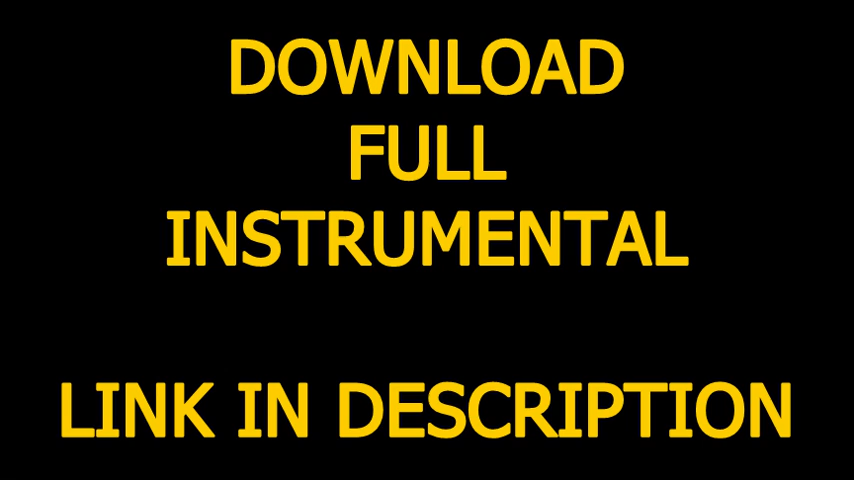 DOWNLOAD
FULL
INSTRUMENTAL
LINK IN DESCRIPTION